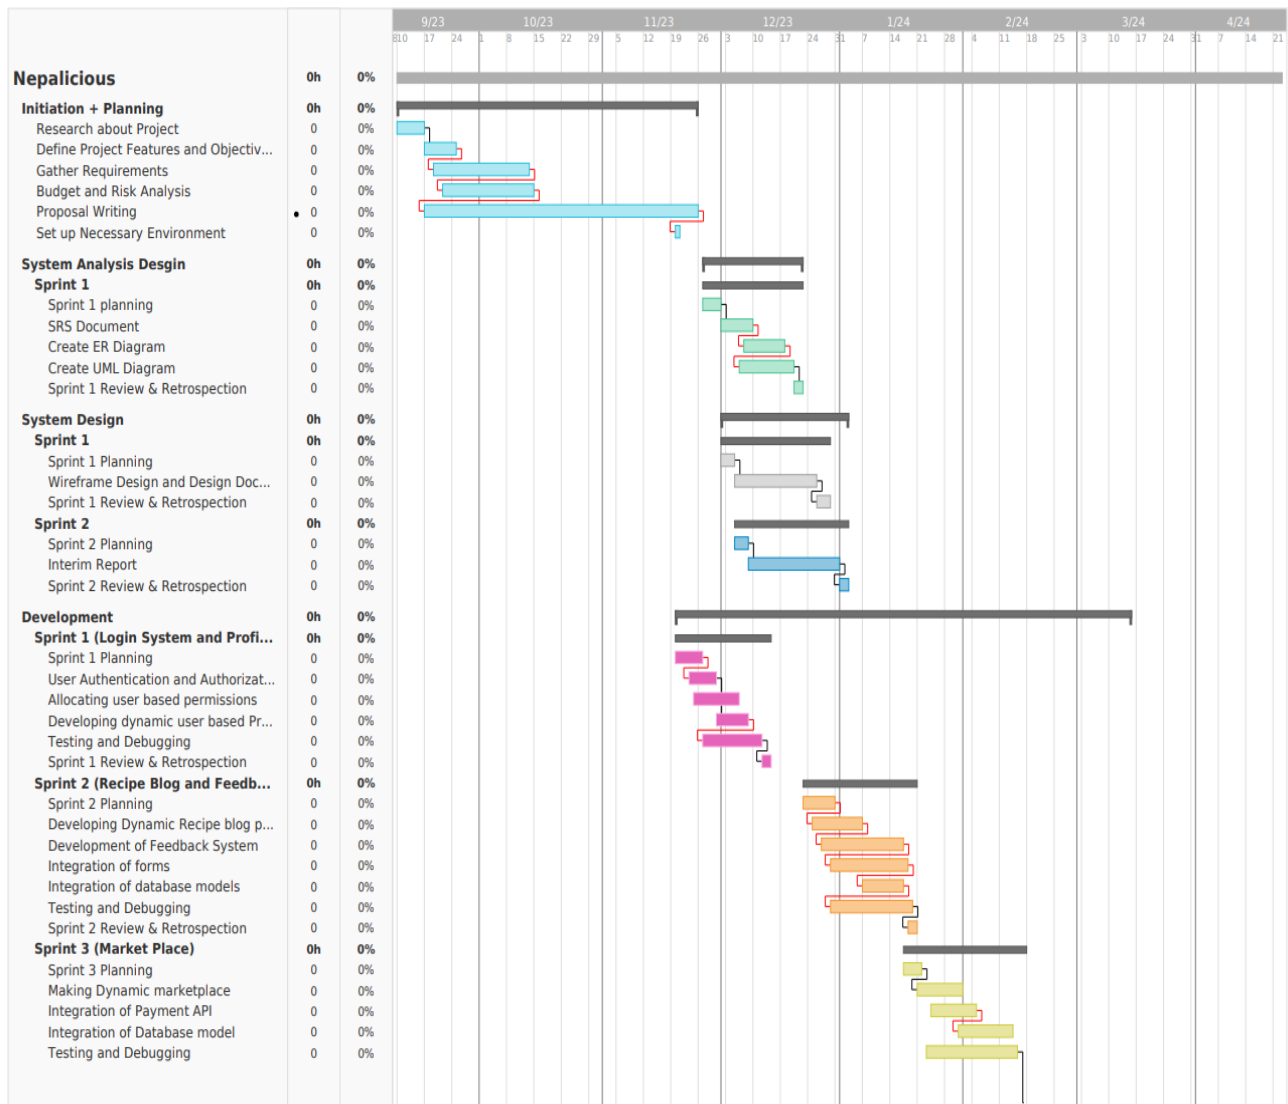 9/23 10/23 11/23 12/23 1/24 2/24 3/24 4/24
810 17 24 1 8 15 22 29 5 12 19 26 3 10 17 24 31 7 14 21 28 4 11 18 25 3 10 17 24 31 7 14 21
Nepalicious 0h 0%
Initiation + Planning 0h 0%
Research about Project 0 0%
Define Project Features and Objectiv... 0 0%
Gather Requirements 0 0%
Budget and Risk Analysis 0 0%
Proposal Writing 0 0%
Set up Necessary Environment 0 0%
System Analysis Desgin 0h 0%
Sprint 1 0h 0%
Sprint 1 planning 0 0%
SRS Document 0 0%
Create ER Diagram 0 0%
Create UML Diagram 0 0%
Sprint 1 Review & Retrospection 0 0%
System Design 0h 0%
Sprint 1 0h 0%
Sprint 1 Planning 0 0%
Wireframe Design and Design Doc... 0 0%
Sprint 1 Review & Retrospection 0 0%
Sprint 2 0h 0%
Sprint 2 Planning 0 0%
Interim Report 0 0%
Sprint 2 Review & Retrospection 0 0%
Development 0h 0%
Sprint 1 (Login System and Profi... 0h 0%
Sprint 1 Planning 0 0%
User Authentication and Authorizat... 0 0%
Allocating user based permissions 0 0%
Developing dynamic user based Pr... 0 0%
Testing and Debugging 0 0%
Sprint 1 Review & Retrospection 0 0%
Sprint 2 (Recipe Blog and Feedb... 0h 0%
Sprint 2 Planning 0 0%
Developing Dynamic Recipe blog p... 0 0%
Development of Feedback System 0 0%
Integration of forms 0 0%
Integration of database models 0 0%
Testing and Debugging 0 0%
Sprint 2 Review & Retrospection 0 0%
Sprint 3 (Market Place) 0h 0%
Sprint 3 Planning 0 0%
Making Dynamic marketplace 0 0%
Integration of Payment API 0 0%
Integration of Database model 0 0%
Testing and Debugging 0 0%